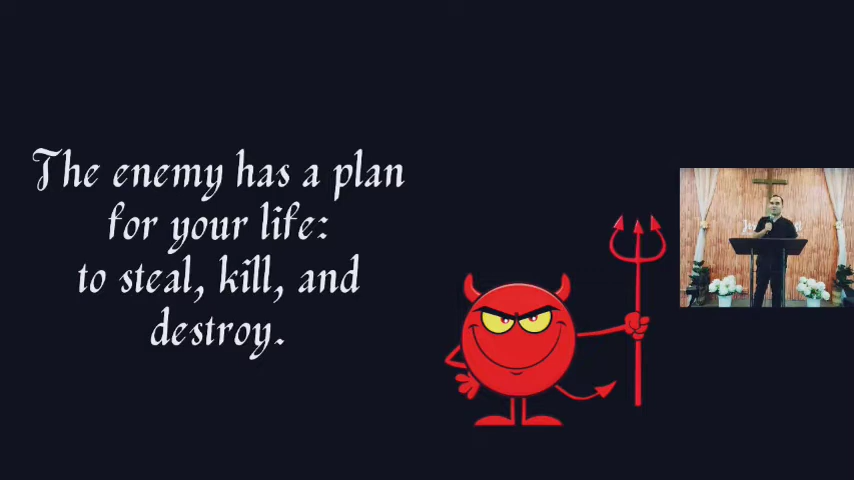 The enemy has a plan
for your life:
to steal, kill, and
destroy.